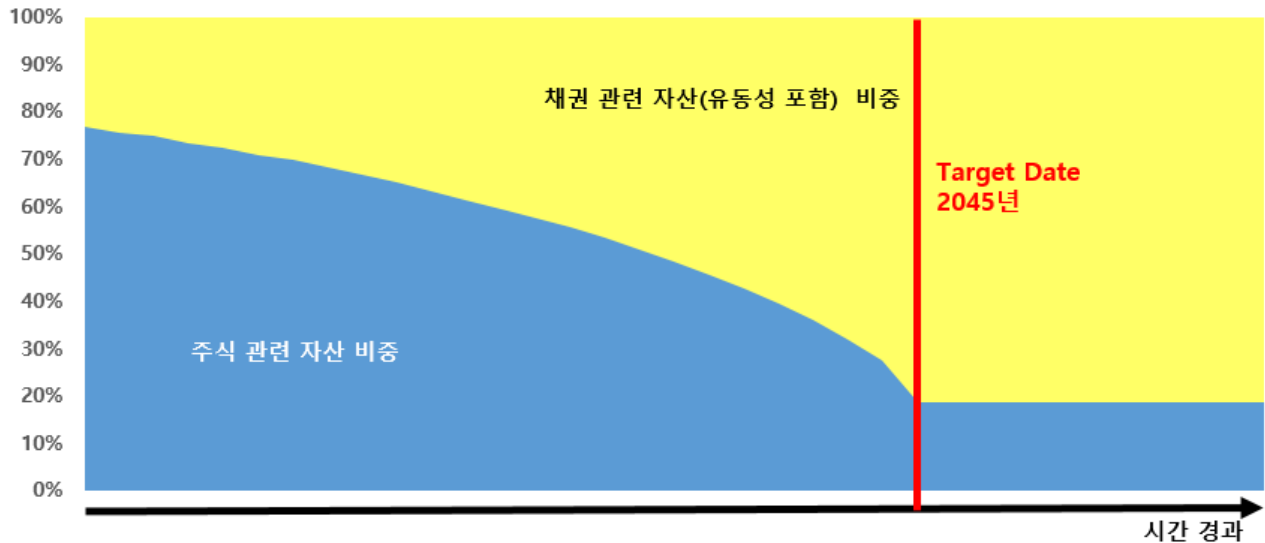 100%
90%
80%
70%
60%
50%
40%
30%
20%
10%
0%
채권 관련 자산(유동성 포함) 비중
Target Date
2045년
주식 관련 자산 비중
시간 경과